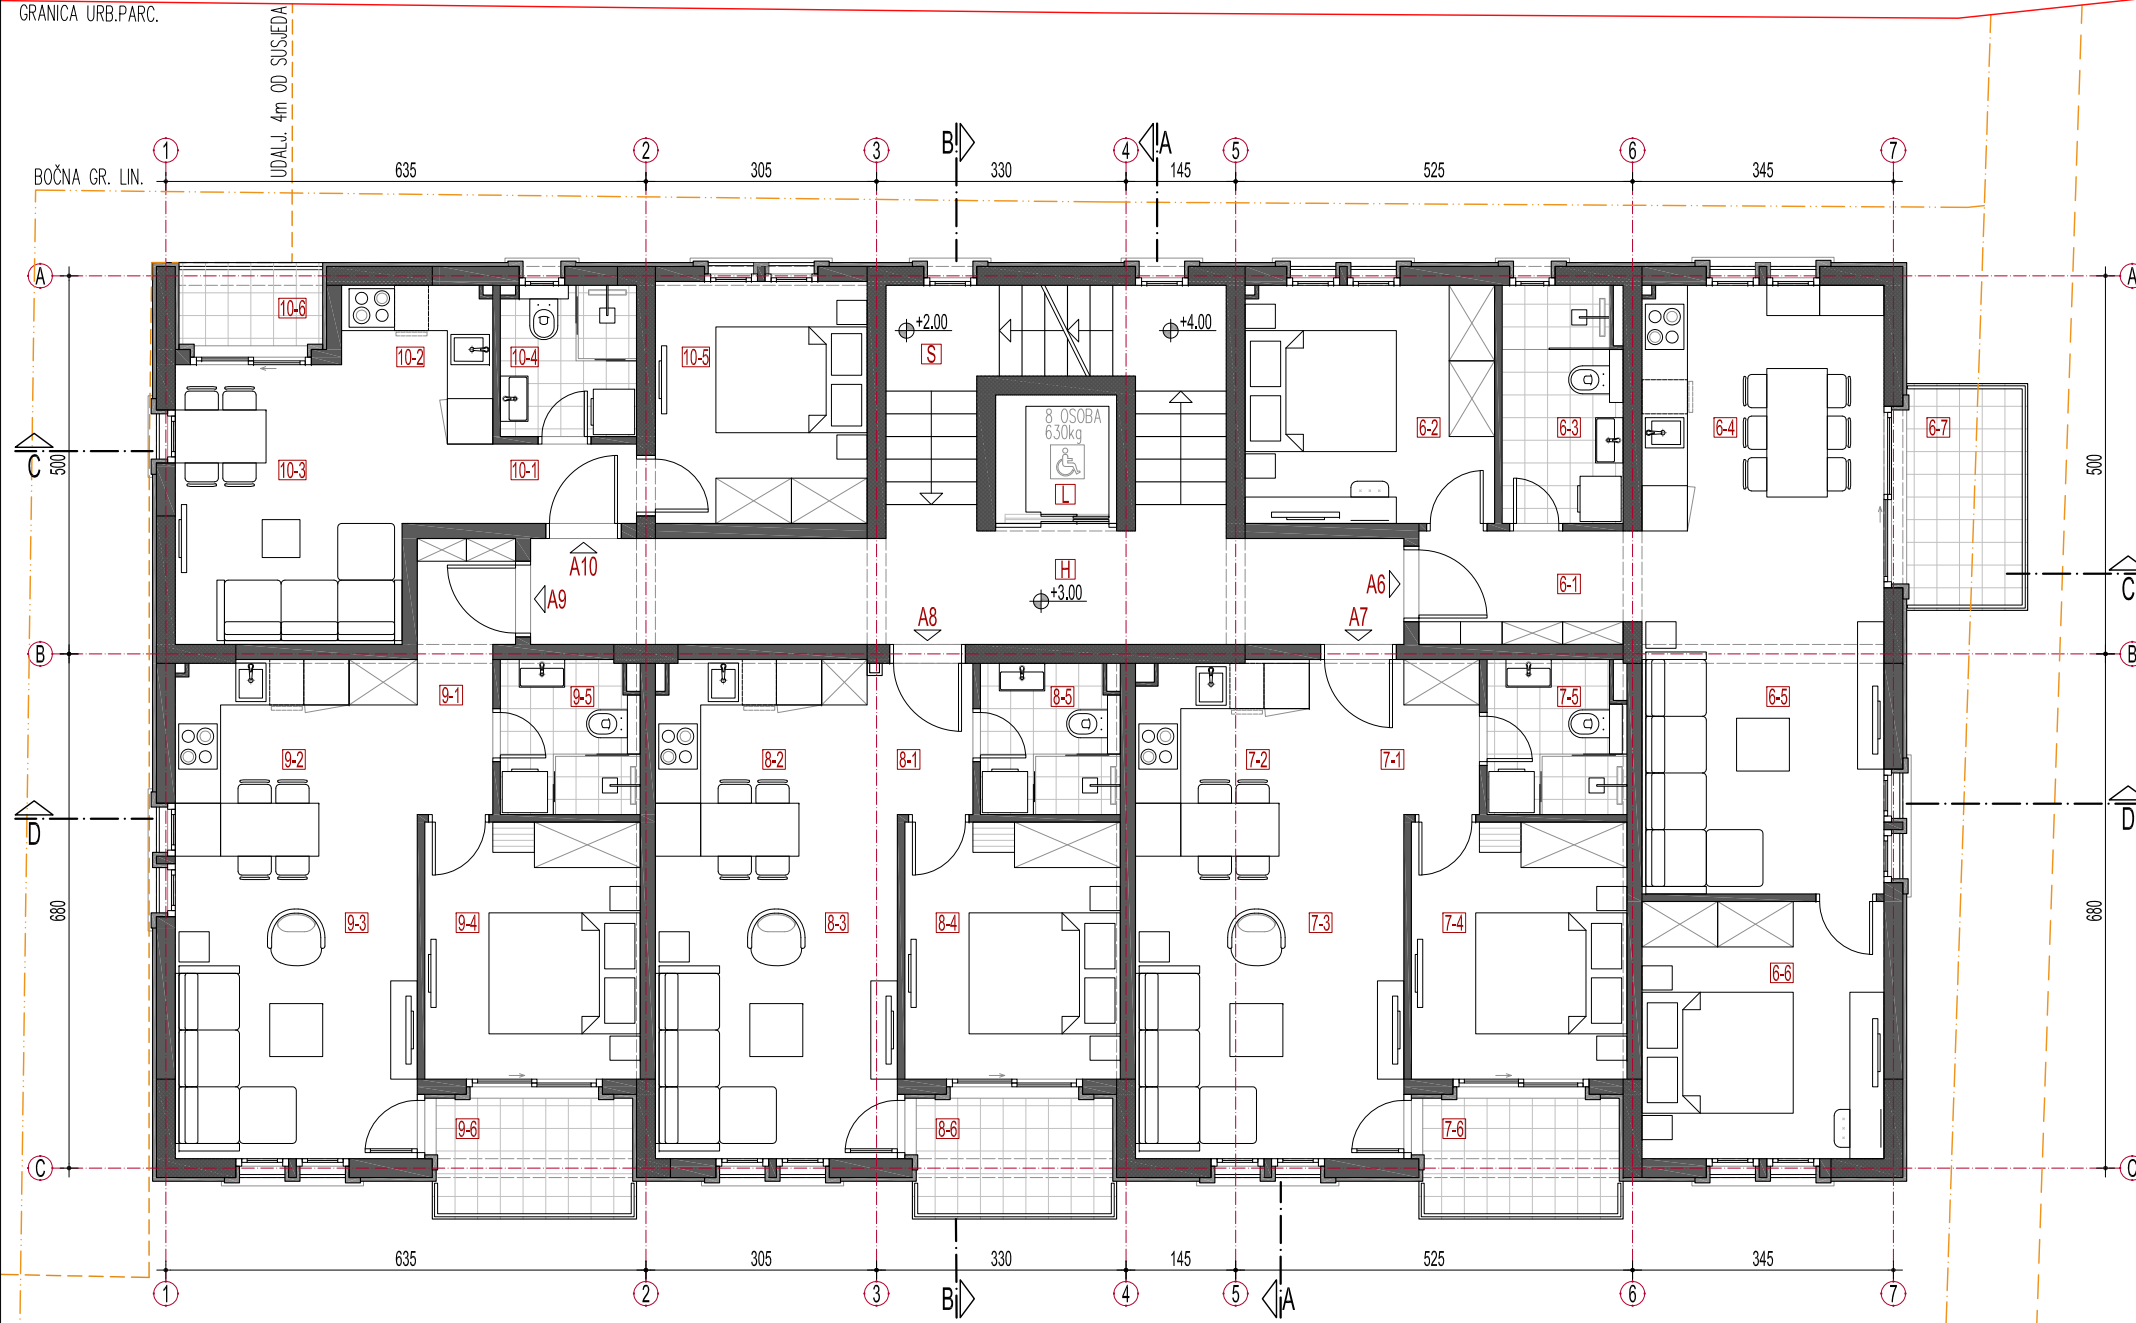 GRANICA URB.PARC.
UDALJ. 4m OD SUSJEDA
BOČNA GR. LIN.
B A
1 2 3 4 5 6 7
635 305 330 145 525 345
A A
10-6
+2.00 +4.00
10-2 10-4 10-5 S
8 OSOBA
630kg
6-2 6-3 6-4 6-7
C 500 10-3 10-1 500
L
H
A10 A6 6-1 C
A9 +3.00
A8 A7
B B
9-1 9-5 8-5 7-5 6-5
9-2 8-2 8-1 7-2 7-1
D D
680 680
9-3 9-4 8-3 8-4 7-3 7-4
6-6
9-6 8-6 7-6
C C
635 305 330 145 525 345
1 2 3 4 5 6 7
B A